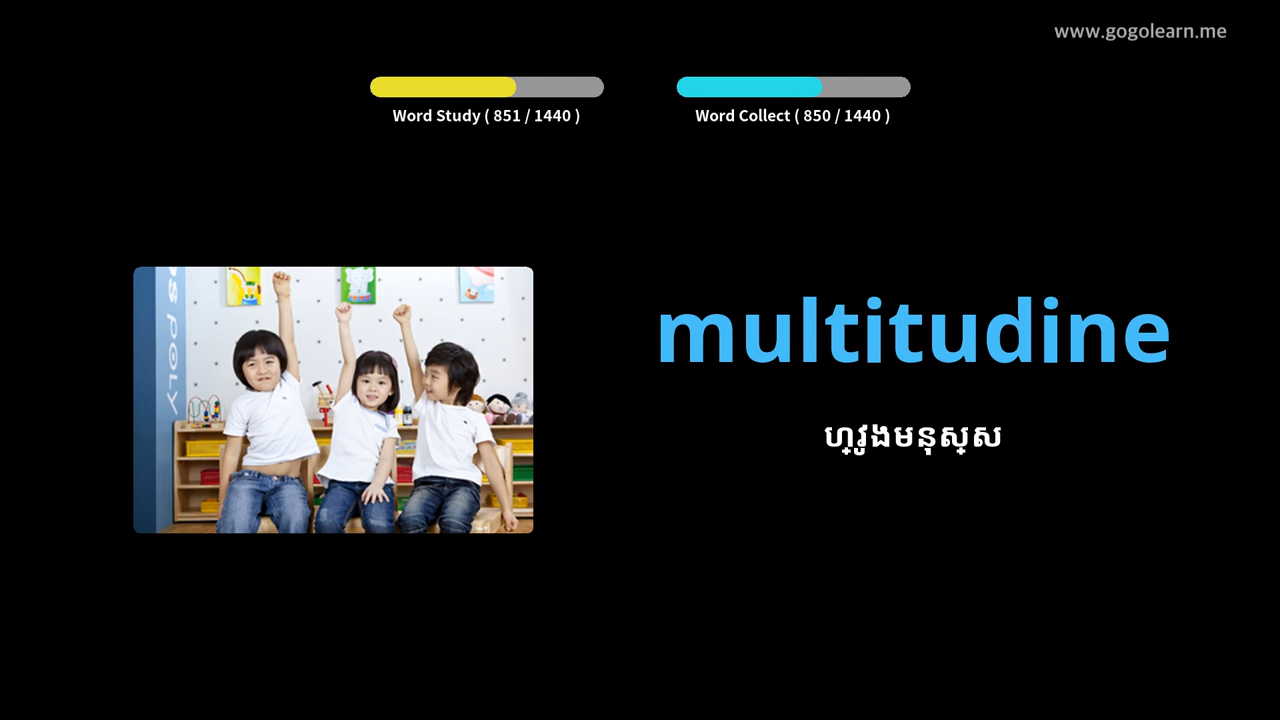 www.gogolearn.me
Word Study ( 851 / 1440 )
Word Collect ( 850 / 1440 )
POLY
multitudine
ហ្វូងមនុស្ស